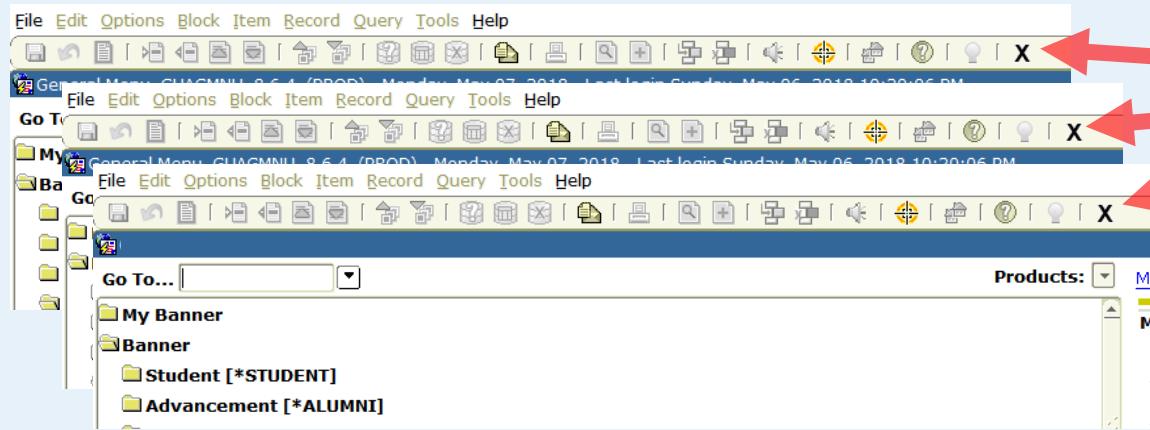 File Edit Options Block Item Record Query Tools Help
X
General Menu GUAGMNU 8.6.4 (PROD) Monday, May 07, 2018 Last login Sunday, May 06, 2018 10:20:06 PM
Go
File Edit Options Block Item Record Query Tools Help
X
My
General Menu GUAGMNU 8.6.4 (PROD) Monday, May 07, 2018 Last login Sunday, May 06, 2018 10:20:06 PM
Ba
Go
File Edit Options Block Item Record Query Tools Help
X
Go To... Products: M
My Banner M
Banner
Student [*STUDENT]
Advancement [*ALUMNI]